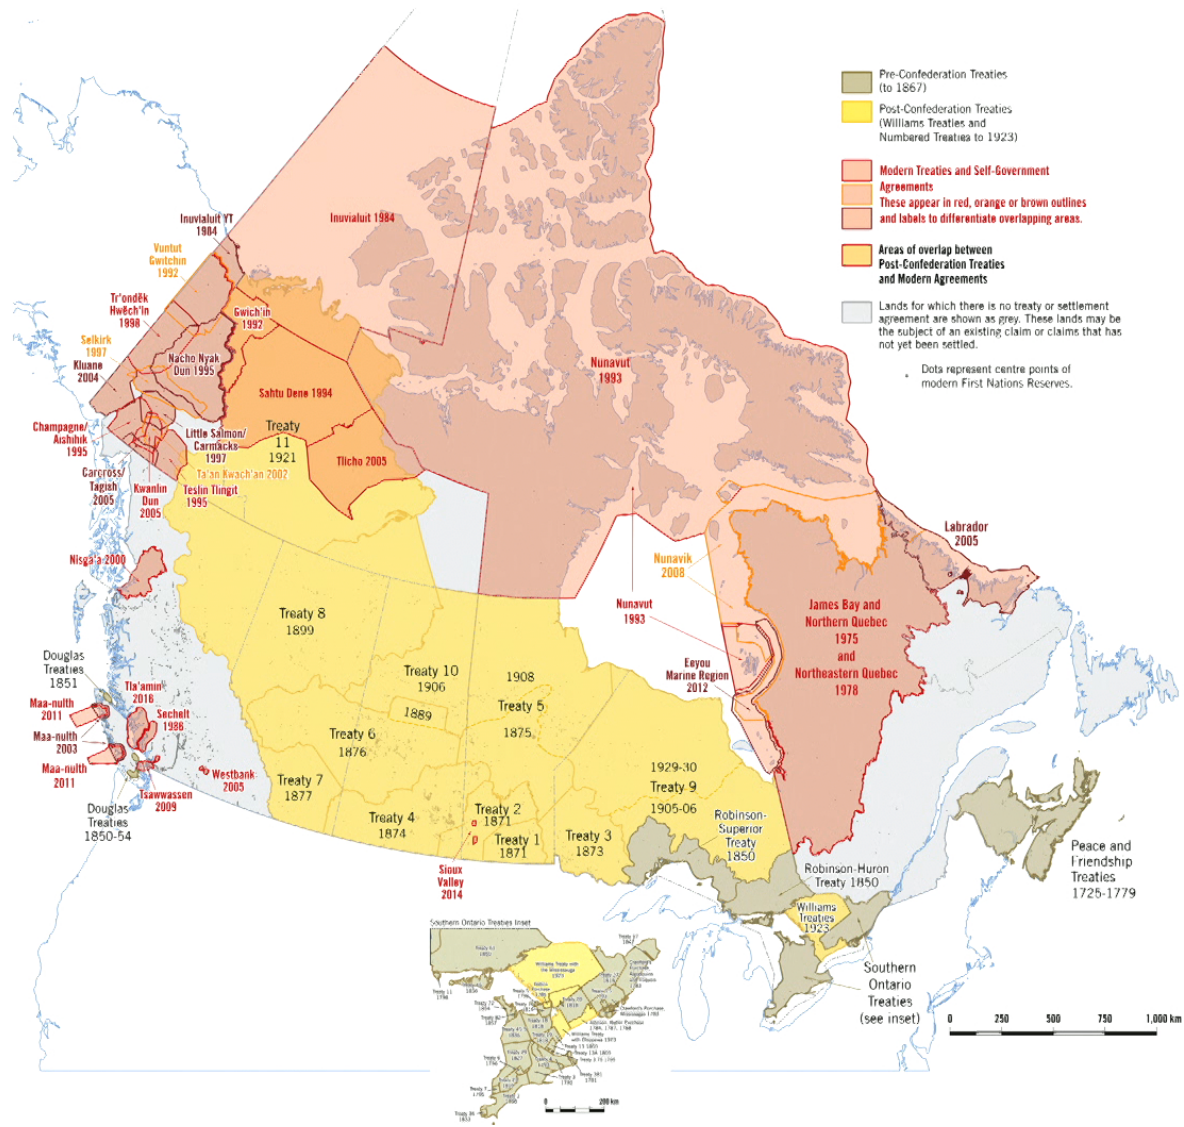 Pre-Confederation Treaties
(to 1867)
Post-Confederation Treaties
(Williams Treaties and
Numbered Treaties to 1923)
Modern Treaties and Self-Government
Agreements
These appear in red, orange or brown outlines
and labels to differentiate overlapping areas.
Areas of overlap between
Post-Confederation Treaties
and Modern Agreements
Lands for which there is no treaty or settlement
agreement are shown as grey. These lands may be
the subject of an existing claim or claims that has
not yet been settled.
Dots represent centre points of
modern First Nations Reserves.
Inuvialuit YT
1984
Inuvialuit 1984
Vuntut
Gwitchin
1992
Tr'ondëk
Hwëch'in
1998
Gwich'in
1992
Selkirk
1997
Kluane
2004
Nacho Nyak
Dun 1995
Nunavut
1993
Sahtu Dene 1994
Champagne/
Aishihik
1995
Little Salmon/
Carmacks
1997
Treaty
11
1921
Tlicho 2005
Ta'an Kwach'an 2002
Carcross/
Tagish
2005
Kwanlin
Dun
2005
Teslin Tlingit
1995
Labrador
2005
Nisga'a 2000
Nunavik
2008
Nunavut
1993
James Bay and
Northern Quebec
1975
and
Northeastern Quebec
1978
Treaty 8
1899
Douglas
Treaties
1851
Treaty 10
1906
1908
Eeyou
Marine Region
2012
Tla'amin
2016
Maa-nulth
2011
Sechelt
1986
1889
Treaty 5
1875
Maa-nulth
2003
Treaty 6
1876
Maa-nulth
2011
Westbank
2005
1929-30
Treaty 9
1905-06
Treaty 7
1877
Tsawwassen
2009
Douglas
Treaties
1850-54
Treaty 4
1874
Treaty 2
1871
Treaty 1
1871
Treaty 3
1873
Robinson-
Superior
Treaty
1850
Sioux
Valley
2014
Robinson-Huron
Treaty 1850
Peace and
Friendship
Treaties
1725-1779
Williams
Treaties
1923
Southern
Ontario
Treaties
(see inset)
0 250 500 750 1,000 km
Southern Ontario Treaties Inset
Williams Treaty with
the Mississauga
1923
0 200 km